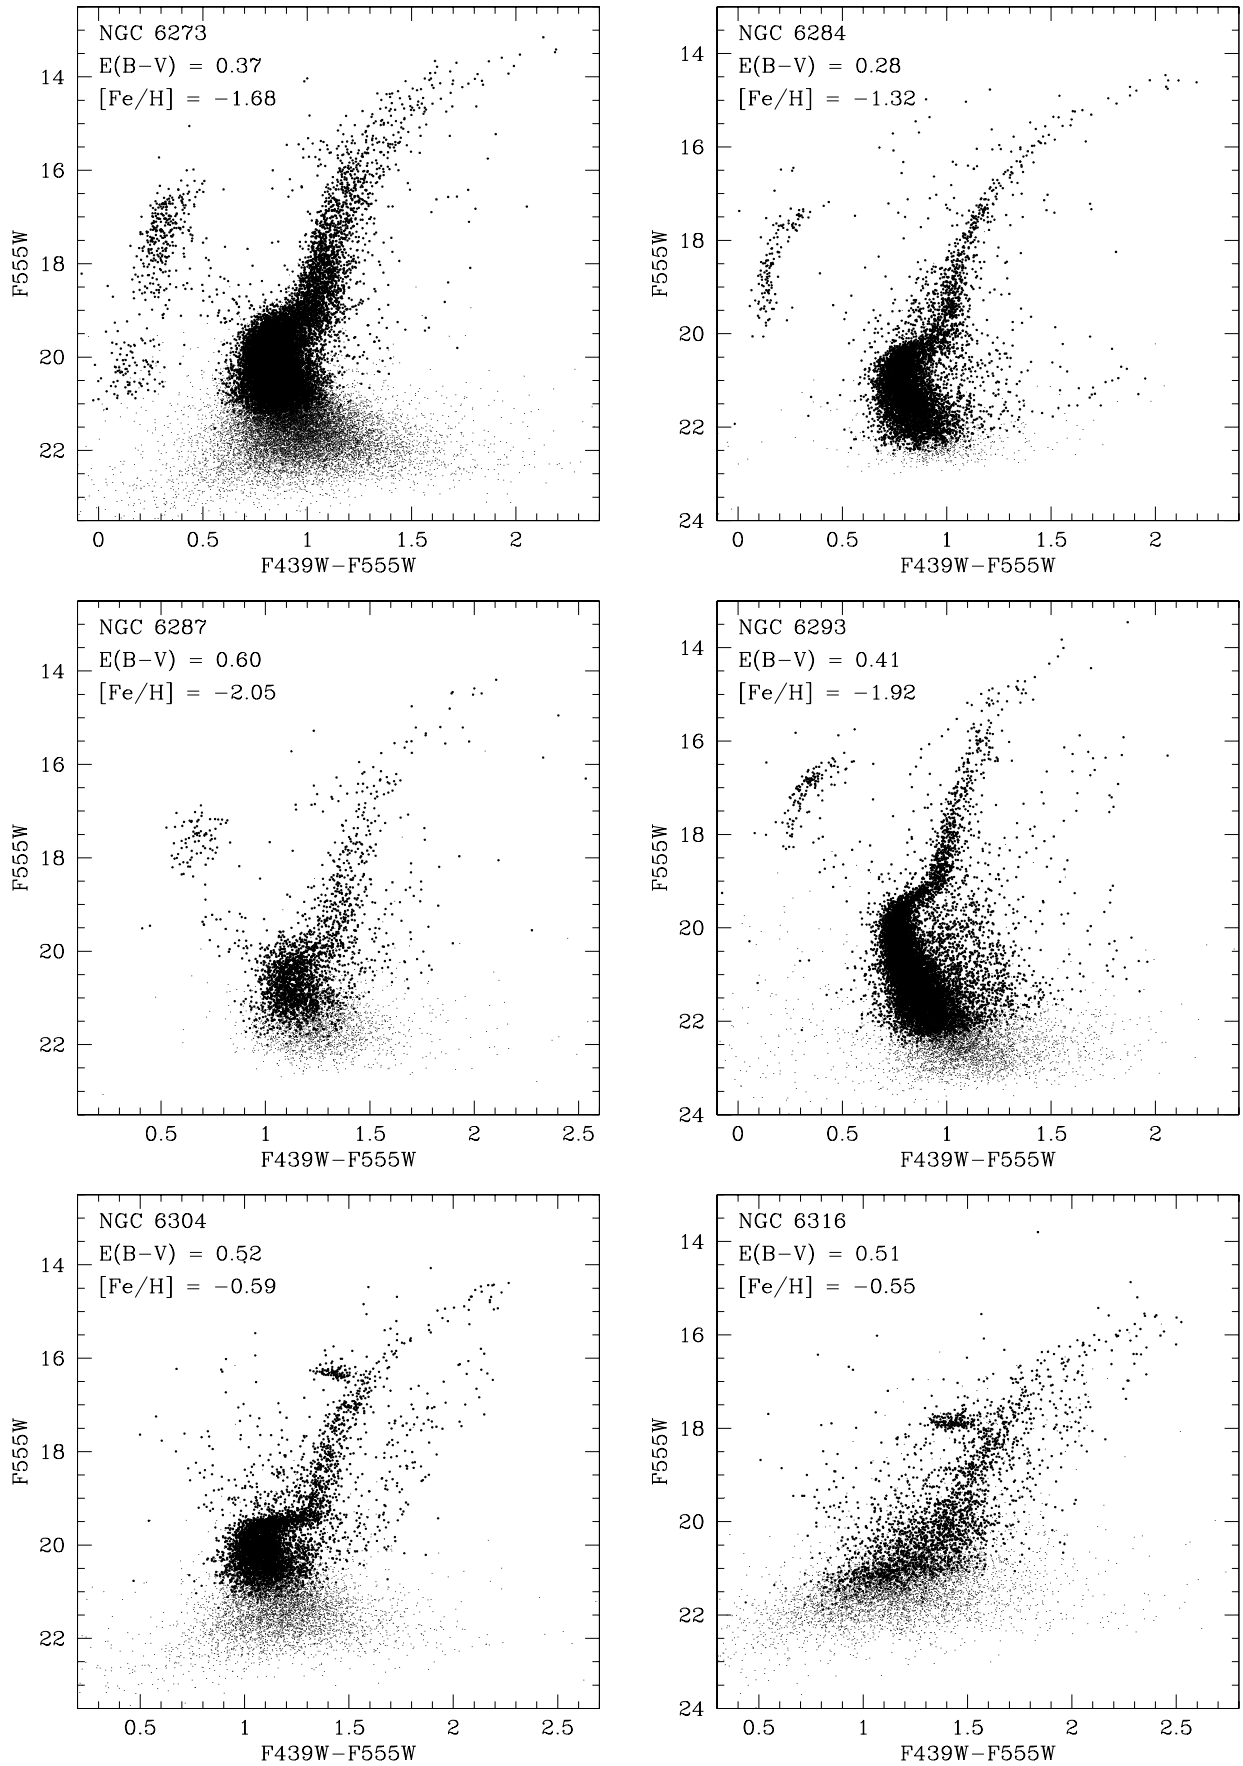 NGC 6273
E(B−V) = 0.37
[Fe/H] = −1.68
14
16
18
20
22
F555W
0 0.5 1 1.5 2
F439W−F555W
NGC 6284
E(B−V) = 0.28
[Fe/H] = −1.32
14
16
18
20
22
24
F555W
0 0.5 1 1.5 2
F439W−F555W
NGC 6287
E(B−V) = 0.60
[Fe/H] = −2.05
14
16
18
20
22
F555W
0.5 1 1.5 2 2.5
F439W−F555W
NGC 6293
E(B−V) = 0.41
[Fe/H] = −1.92
14
16
18
20
22
24
F555W
0 0.5 1 1.5 2
F439W−F555W
NGC 6304
E(B−V) = 0.52
[Fe/H] = −0.59
14
16
18
20
22
F555W
0.5 1 1.5 2 2.5
F439W−F555W
NGC 6316
E(B−V) = 0.51
[Fe/H] = −0.55
14
16
18
20
22
24
F555W
0.5 1 1.5 2 2.5
F439W−F555W